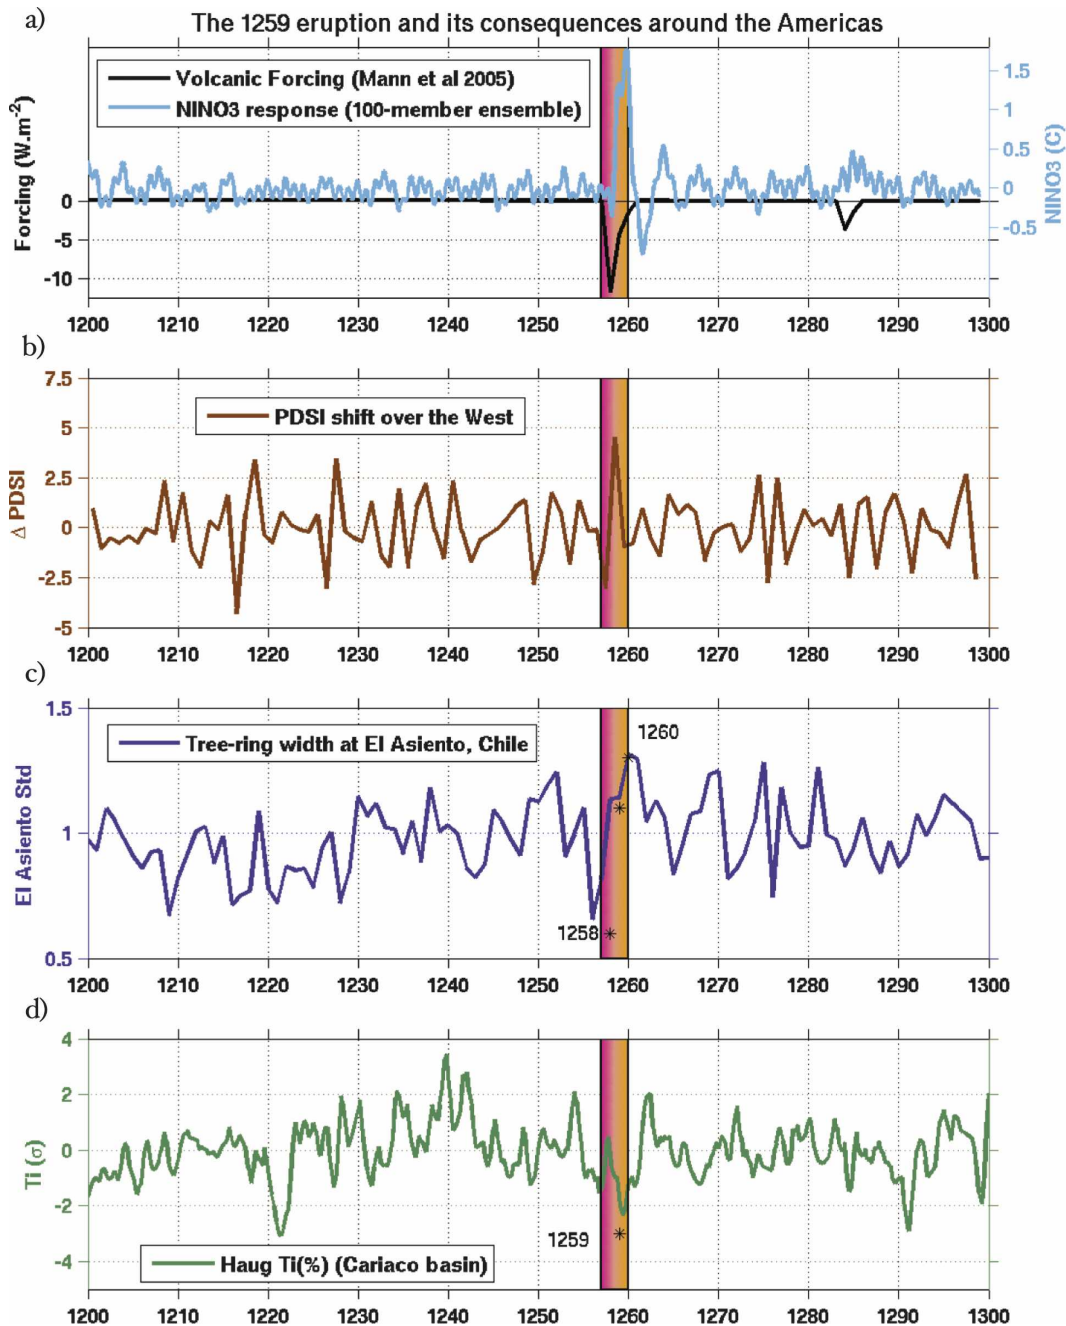 a)
The 1259 eruption and its consequences around the Americas
Volcanic Forcing (Mann et al 2005)
NINO3 response (100-member ensemble)
Forcing (W.m-2)
0
-5
-10
1.5
1
0.5
0
-0.5
NINO3 (C)
1200 1210 1220 1230 1240 1250 1260 1270 1280 1290 1300
b)
7.5
5
2.5
0
-2.5
-5
Δ PDSI
PDSI shift over the West
1200 1210 1220 1230 1240 1250 1260 1270 1280 1290 1300
c)
1.5
1
0.5
El Asiento Std
Tree-ring width at El Asiento, Chile
1260
1258
1200 1210 1220 1230 1240 1250 1260 1270 1280 1290 1300
d)
4
2
0
-2
-4
Ti (σ)
1259
Haug Ti(%) (Cariaco basin)
1200 1210 1220 1230 1240 1250 1260 1270 1280 1290 1300